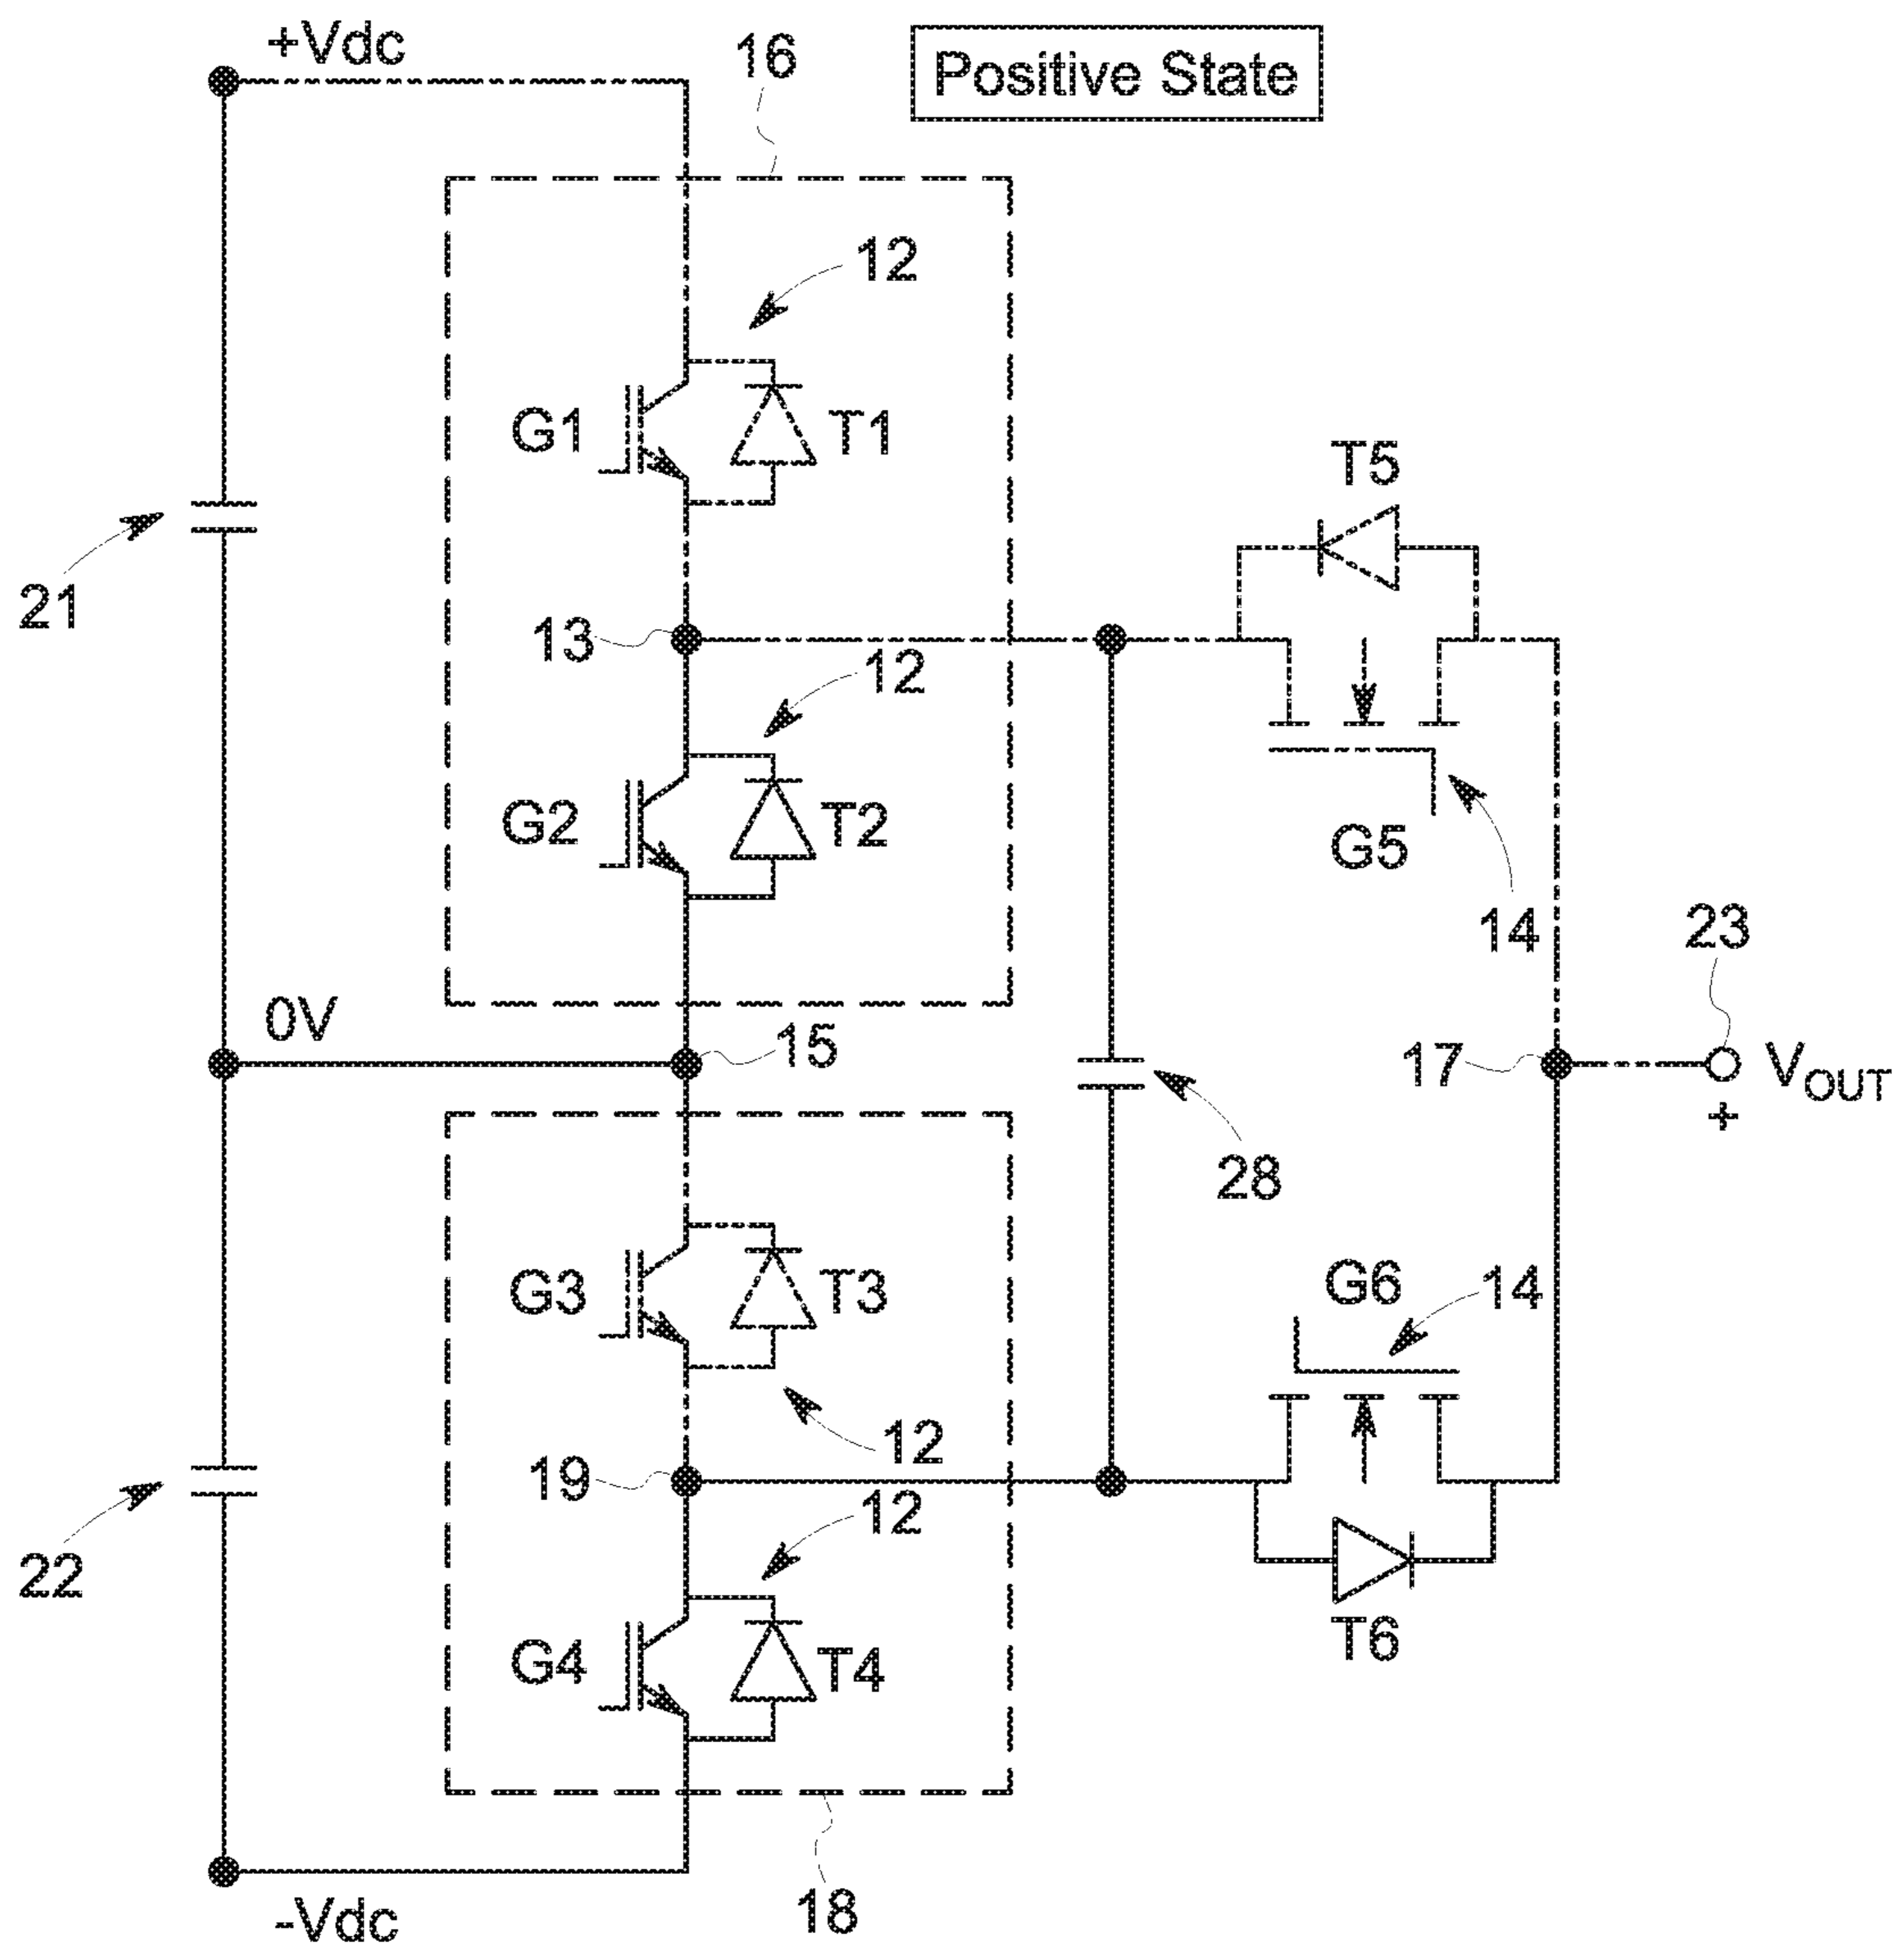 +Vdc
16
Positive State
12
G1
T1
T5
21
13
12
G2
T2
G5
14
23
0V
15
17
VOUT
+
28
G3
T3
G6
14
12
19
12
22
G4
T4
T6
18
-Vdc